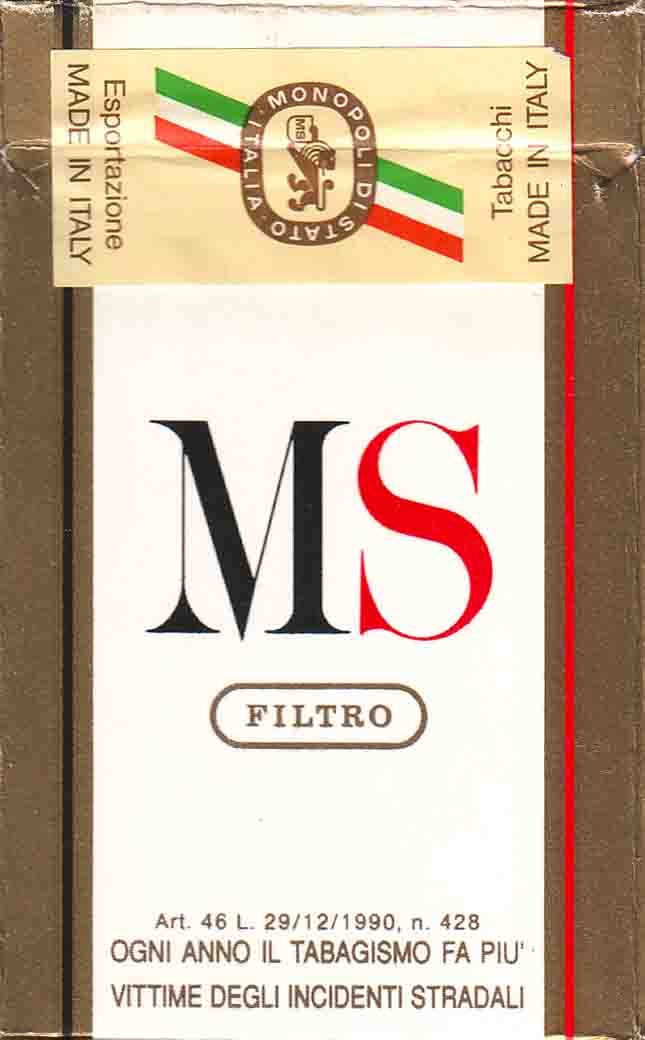 Esportazione
MADE IN ITALY
MONOPOLI DI STATO · ITALIA ·
MS
Tabacchi
MADE IN ITALY
MS
FILTRO
Art. 46 L. 29/12/1990, n. 428
OGNI ANNO IL TABAGISMO FA PIU'
VITTIME DEGLI INCIDENTI STRADALI